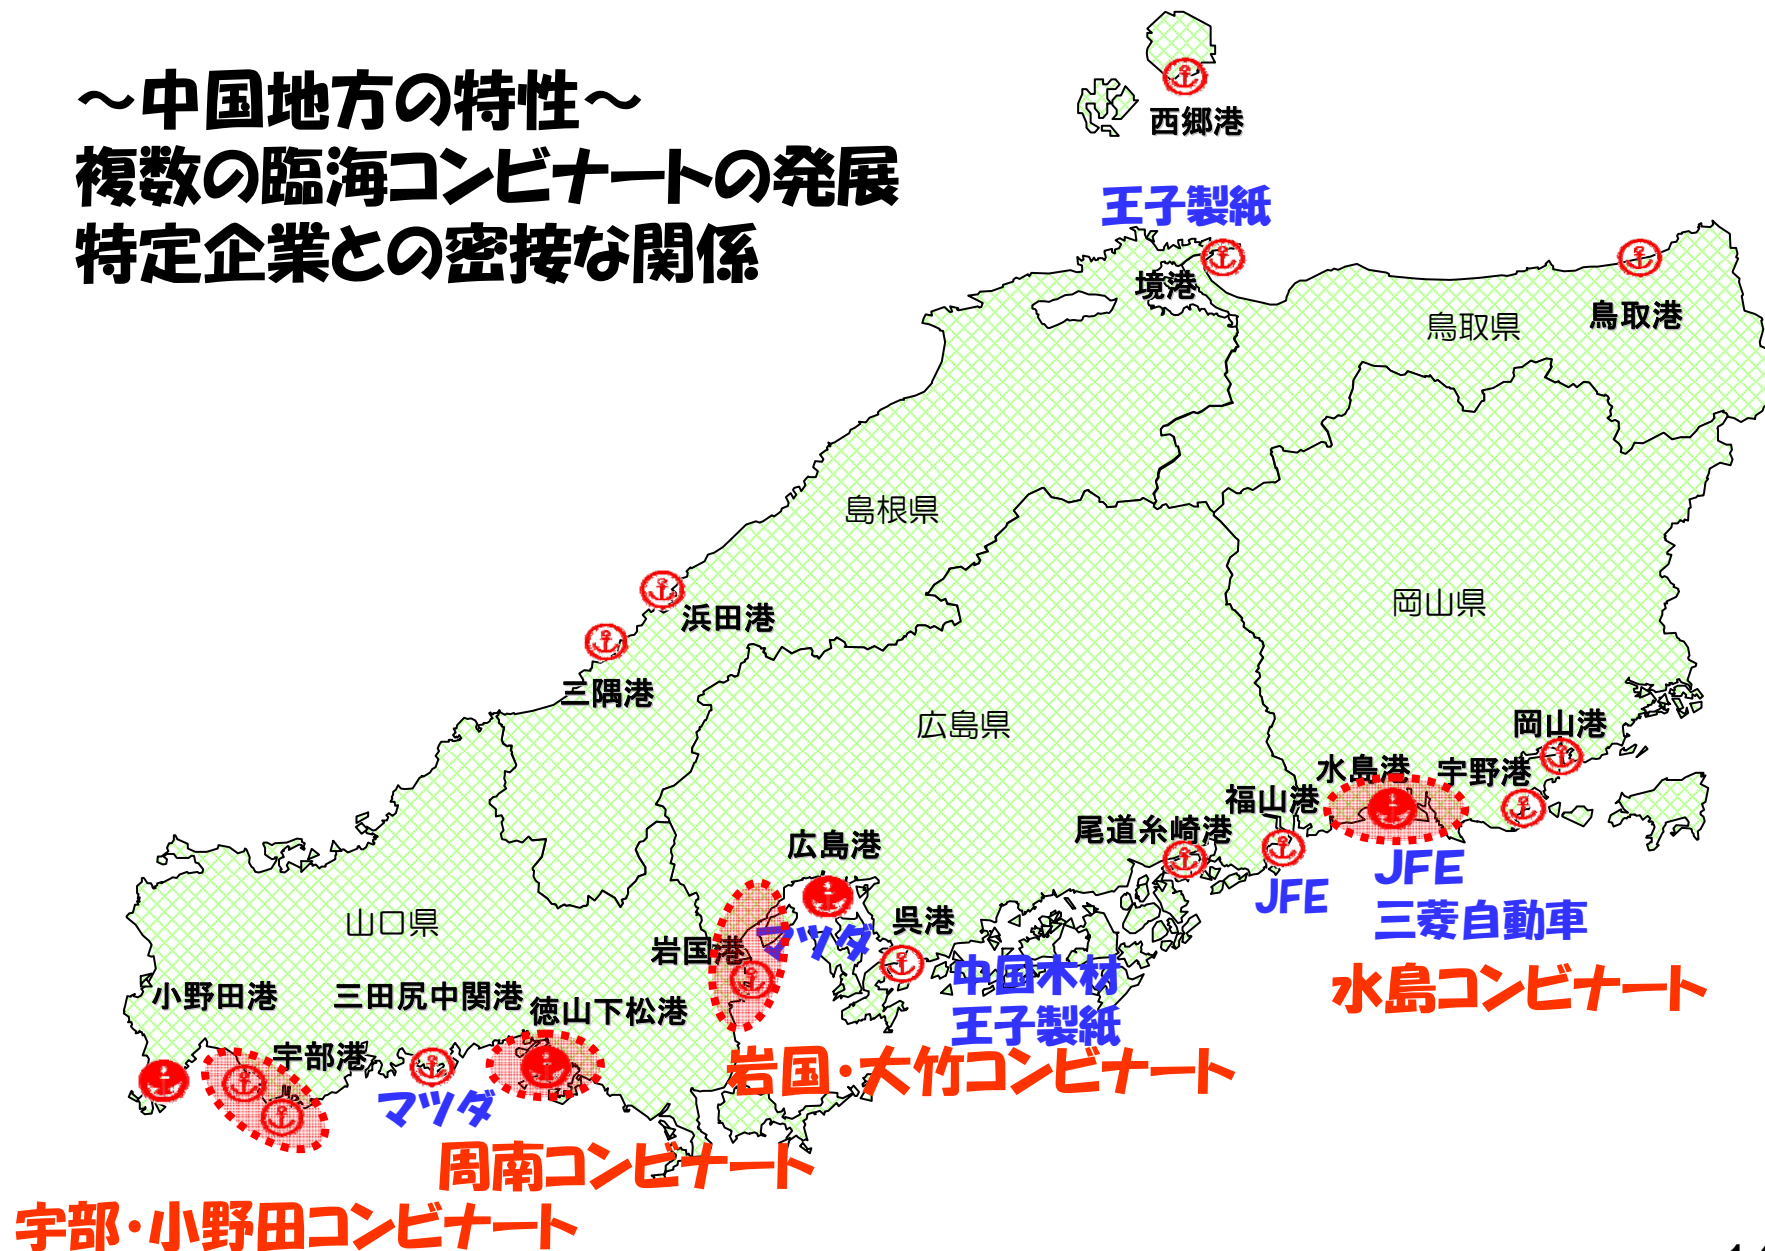 ～中国地方の特性～
複数の臨海コンビナートの発展
特定企業との密接な関係
西郷港
王子製紙
境港
鳥取県
鳥取港
島根県
浜田港
三隅港
岡山県
広島県
岡山港
水島港
宇野港
福山港
尾道糸崎港
広島港
JFE
JFE
三菱自動車
山口県
岩国港
マツダ
呉港
中国木材
王子製紙
水島コンビナート
小野田港
三田尻中関港
徳山下松港
宇部港
岩国・大竹コンビナート
マツダ
周南コンビナート
宇部・小野田コンビナート